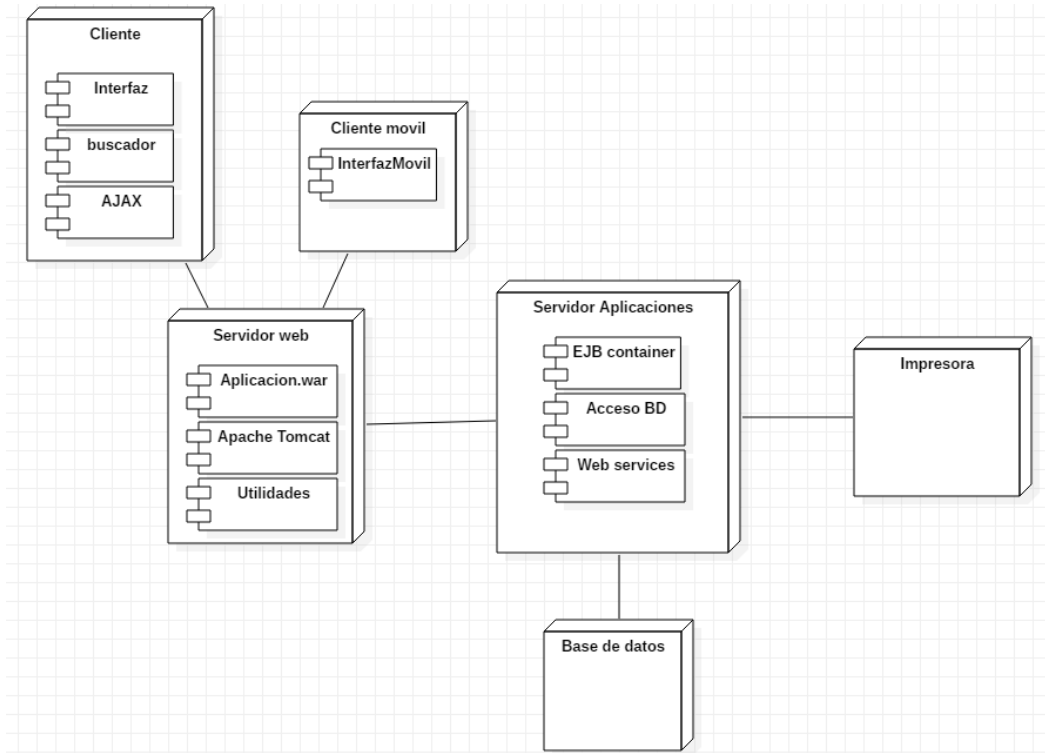 Cliente
Interfaz
buscador
AJAX
Cliente movil
InterfazMovil
Servidor web
Aplicacion.war
Apache Tomcat
Utilidades
Servidor Aplicaciones
EJB container
Acceso BD
Web services
Impresora
Base de datos